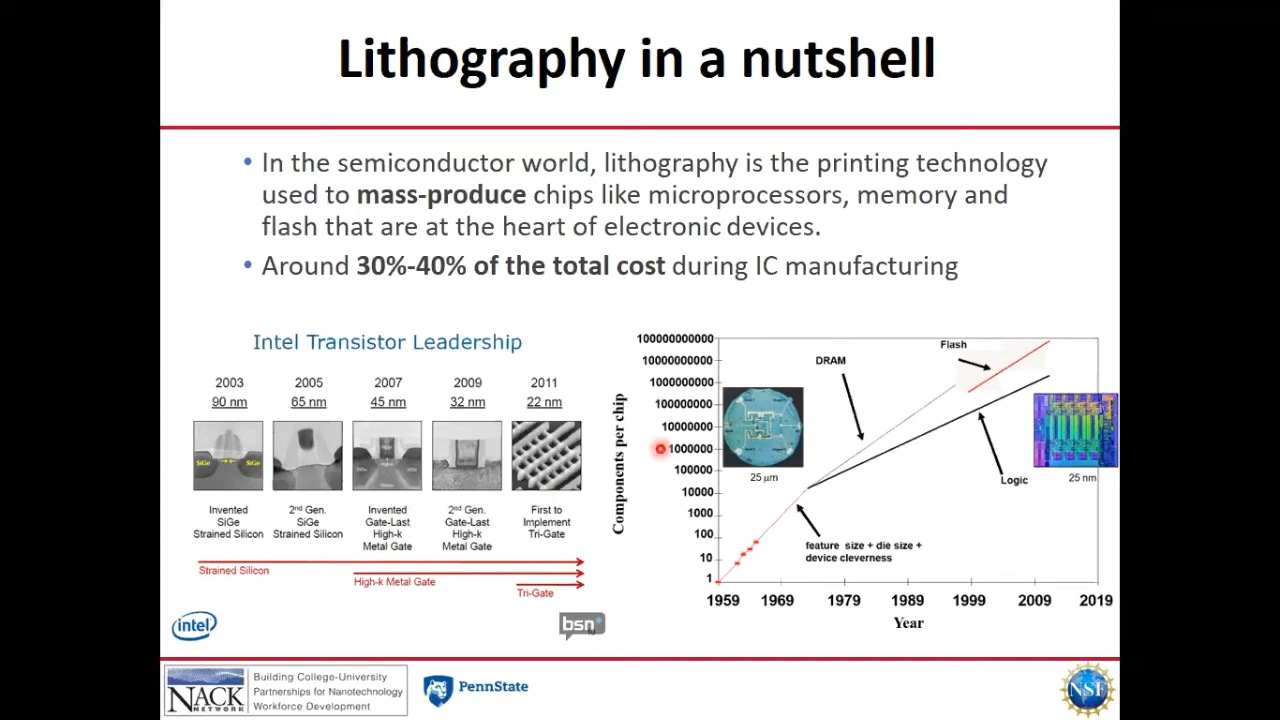 Lithography in a nutshell
• In the semiconductor world, lithography is the printing technology
used to mass-produce chips like microprocessors, memory and
flash that are at the heart of electronic devices.
• Around 30%-40% of the total cost during IC manufacturing
Intel Transistor Leadership
2003 2005 2007 2009 2011
90 nm 65 nm 45 nm 32 nm 22 nm
SiGe SiGe
Invented
SiGe
Strained Silicon
2nd Gen.
SiGe
Strained Silicon
Invented
Gate-Last
High-k
Metal Gate
2nd Gen.
Gate-Last
High-k
Metal Gate
First to
Implement
Tri-Gate
Strained Silicon
High-k Metal Gate
Tri-Gate
intel
bsn
Components per chip
100000000000
10000000000
1000000000
100000000
10000000
1000000
100000
10000
1000
100
10
1
1959 1969 1979 1989 1999 2009 2019
Year
DRAM
Flash
Logic
25 µm
25 nm
feature size + die size +
device cleverness
NACK
NETWORK
Building College-University
Partnerships for Nanotechnology
Workforce Development
PennState
NSF